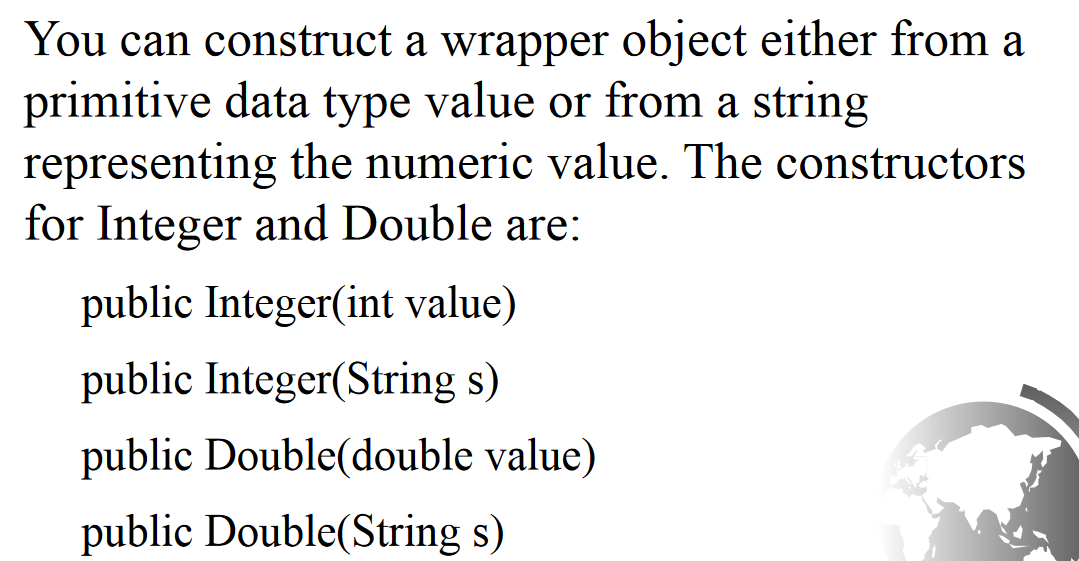 You can construct a wrapper object either from a
primitive data type value or from a string
representing the numeric value. The constructors
for Integer and Double are:
public Integer(int value)
public Integer(String s)
public Double(double value)
public Double(String s)